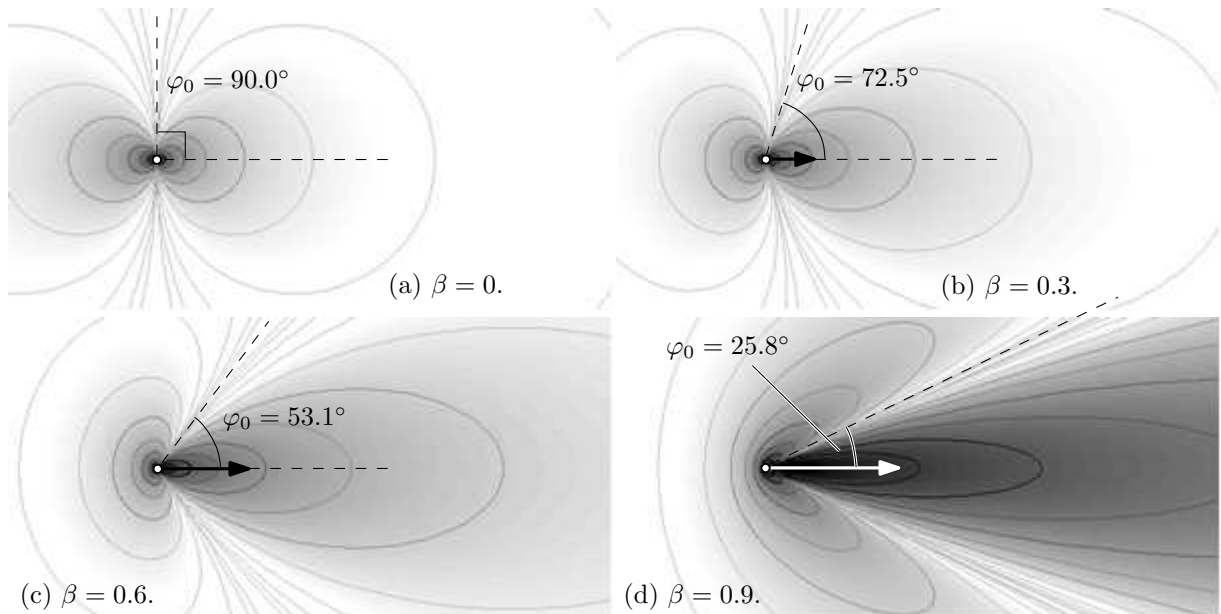 φ₀ = 90.0°
(a) β = 0.
φ₀ = 72.5°
(b) β = 0.3.
φ₀ = 53.1°
(c) β = 0.6.
φ₀ = 25.8°
(d) β = 0.9.